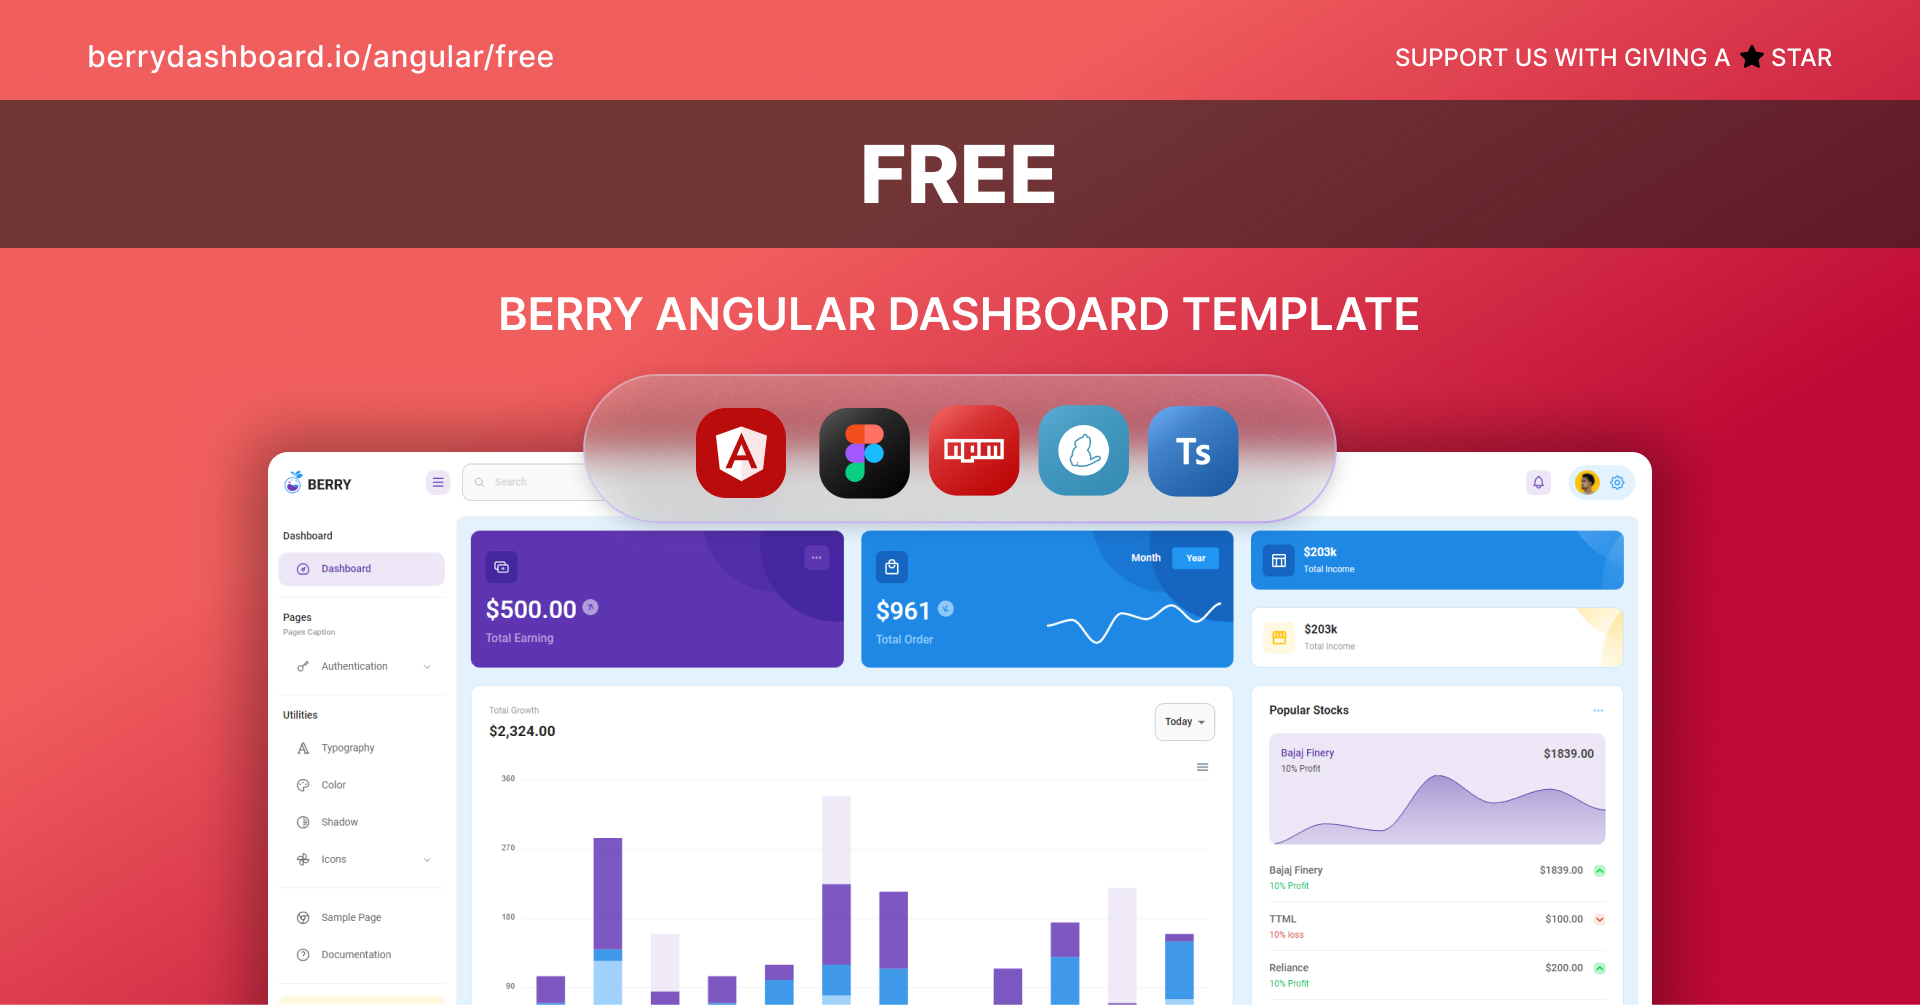 berrydashboard.io/angular/free
SUPPORT US WITH GIVING A STAR
FREE
BERRY ANGULAR DASHBOARD TEMPLATE
npm
Ts
BERRY
Search
Dashboard
Dashboard
Pages
Pages Caption
Authentication
Utilities
Typography
Color
Shadow
Icons
Sample Page
Documentation
$500.00
Total Earning
Month
Year
$961
Total Order
$203k
Total Income
$203k
Total Income
Total Growth
$2,324.00
Today
360
270
180
90
Popular Stocks
Bajaj Finery
$1839.00
10% Profit
Bajaj Finery
$1839.00
10% Profit
TTML
$100.00
10% loss
Reliance
$200.00
10% Profit